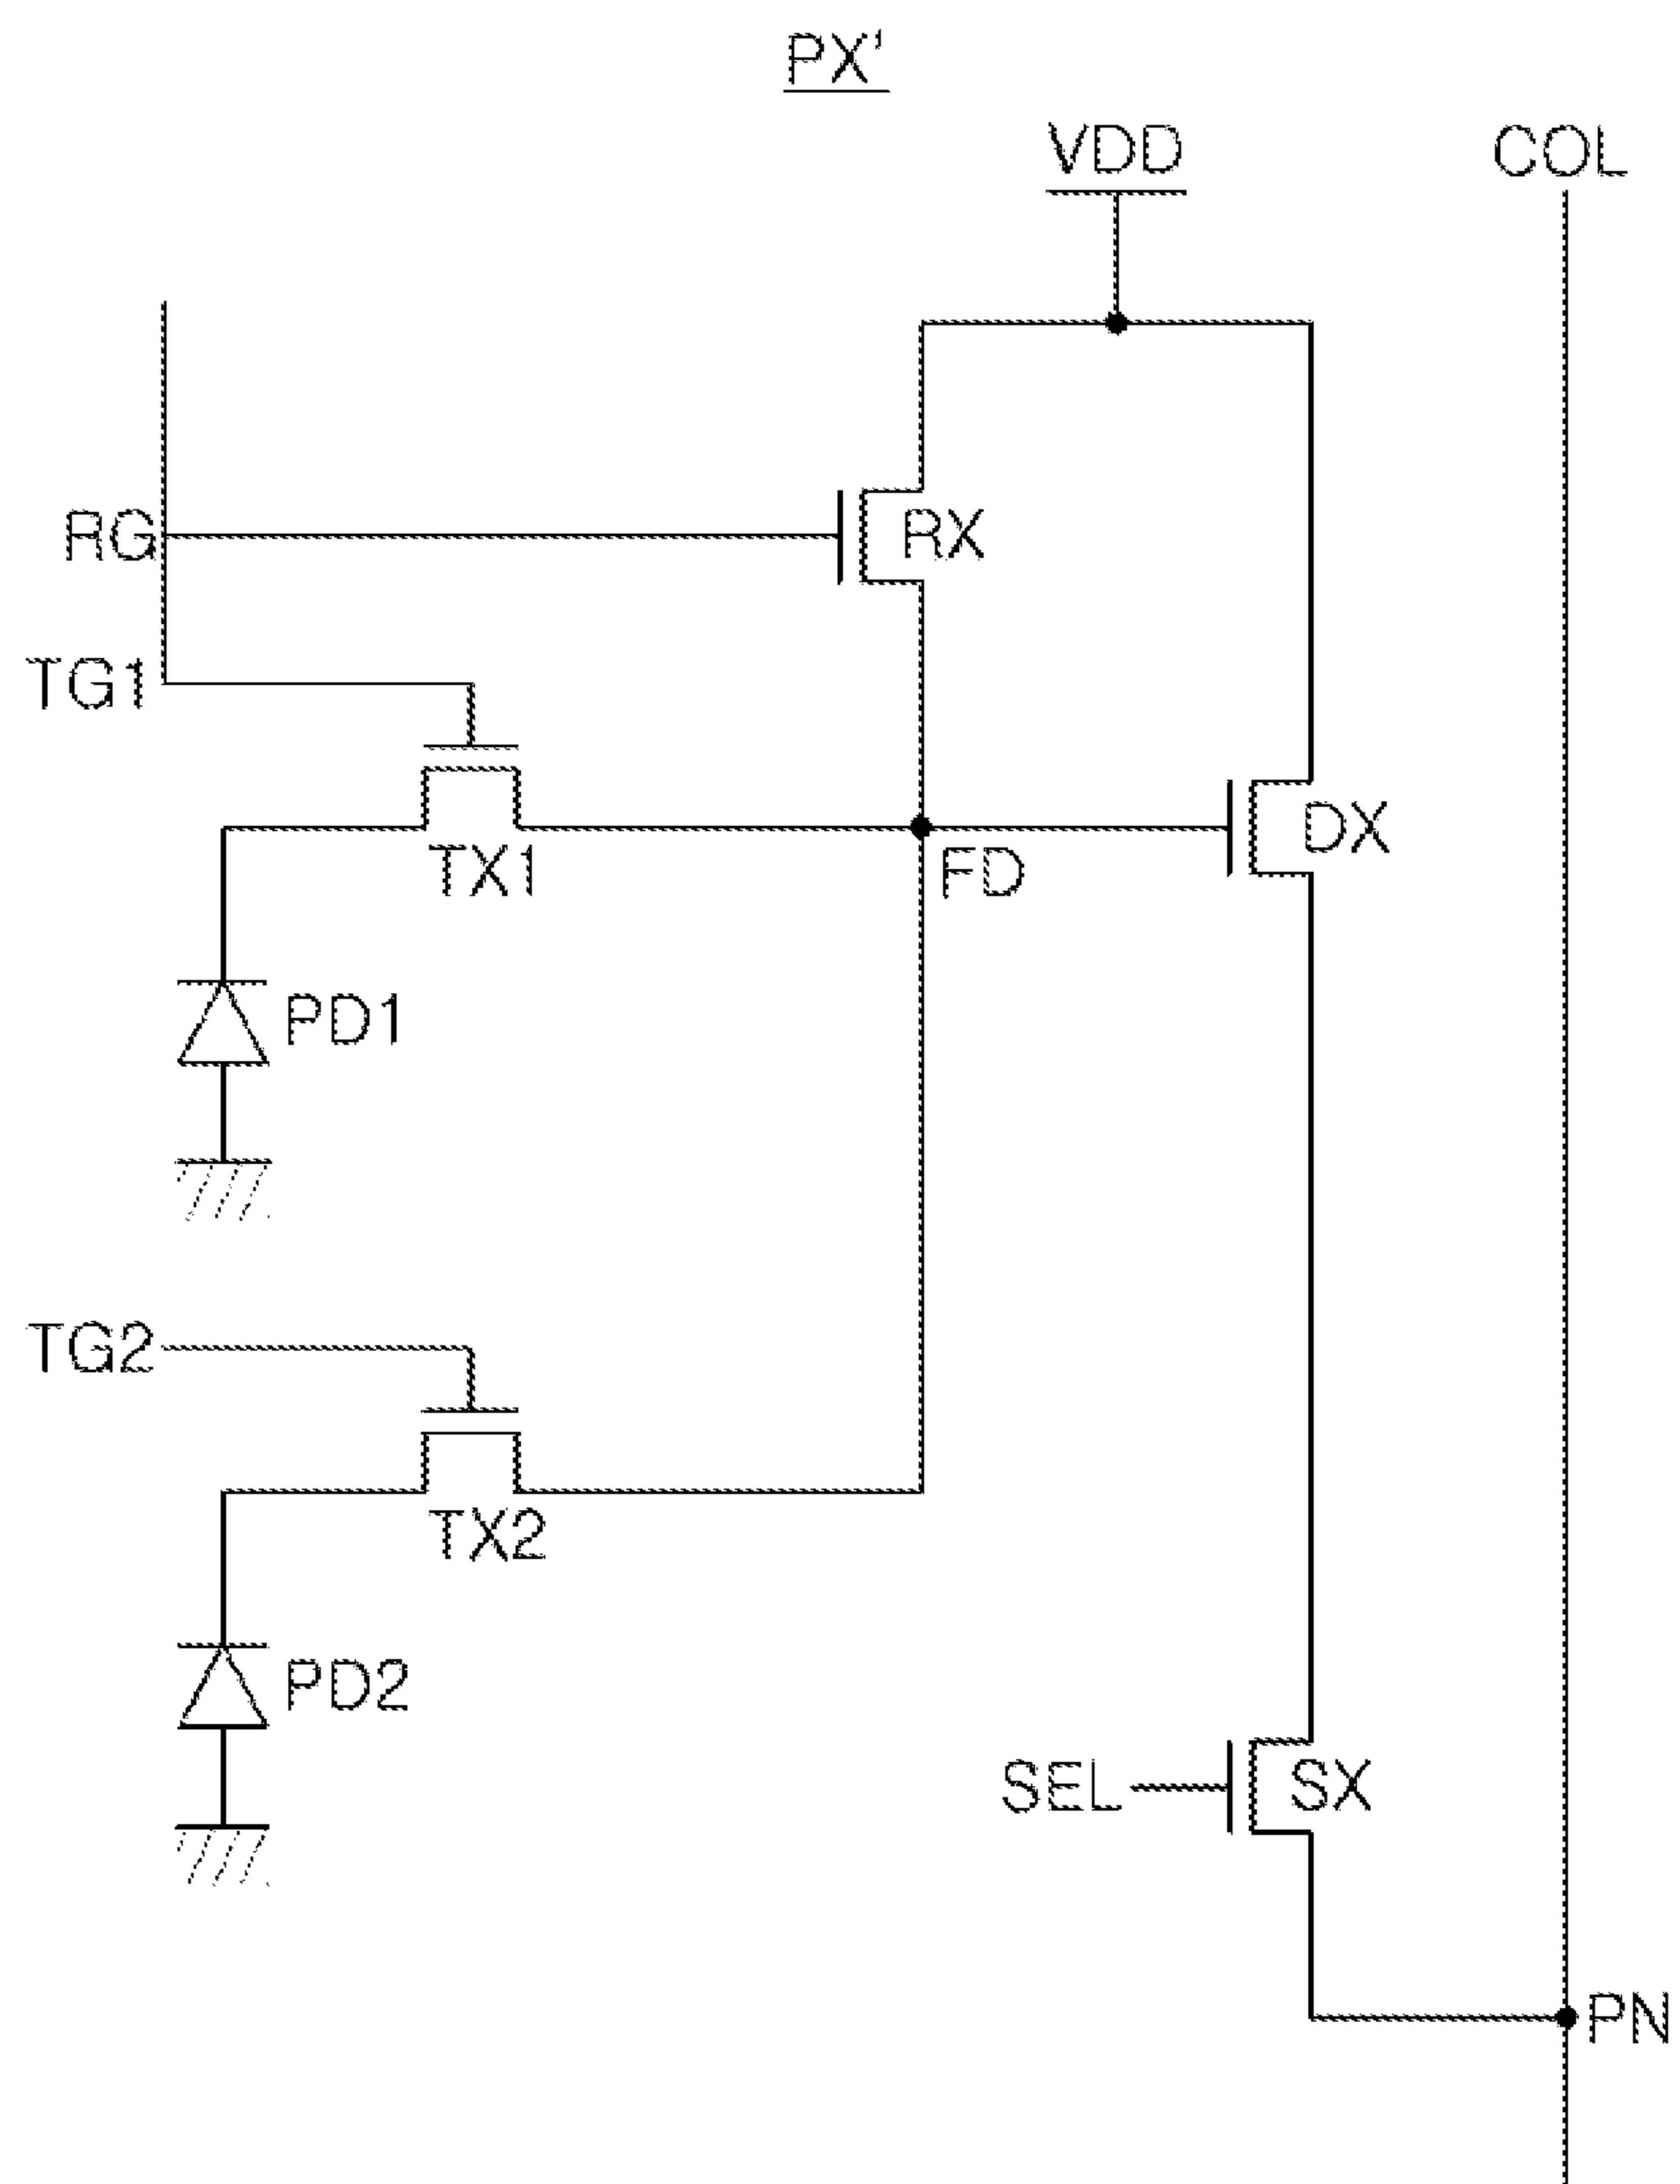 PX'
VDD
COL
RG
RX
TG1
DX
TX1
FD
PD1
TG2
TX2
PD2
SEL
SX
PN